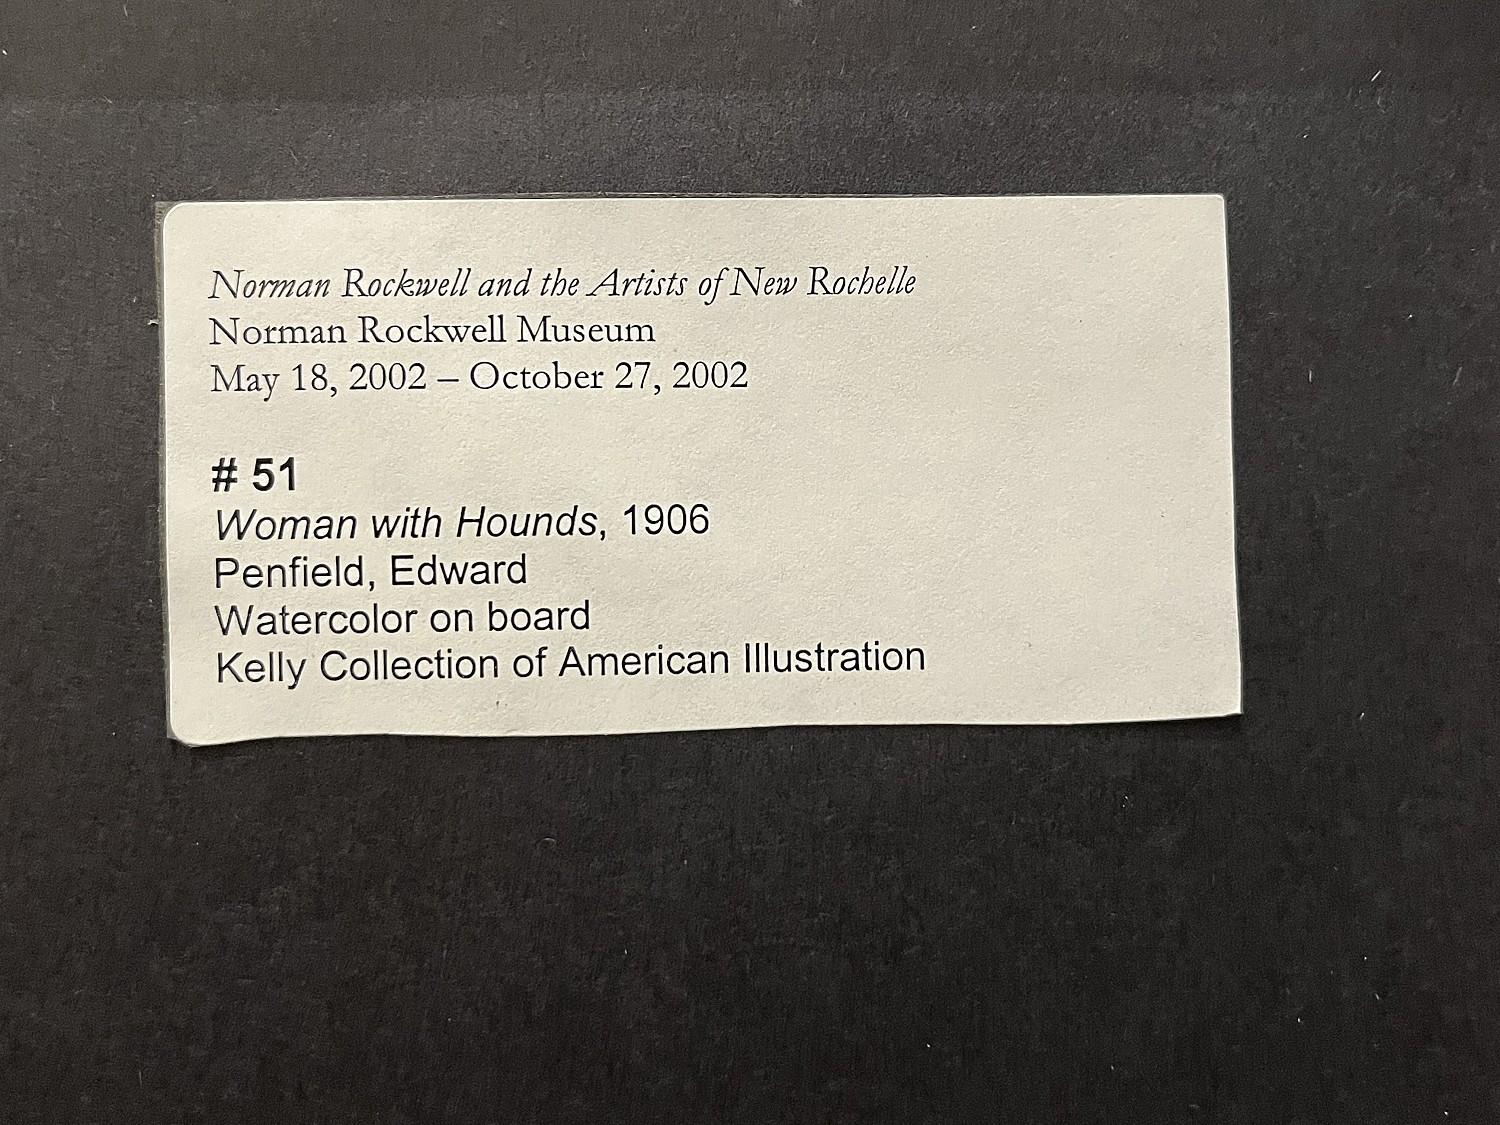 Norman Rockwell and the Artists of New Rochelle
Norman Rockwell Museum
May 18, 2002 – October 27, 2002
# 51
Woman with Hounds, 1906
Penfield, Edward
Watercolor on board
Kelly Collection of American Illustration